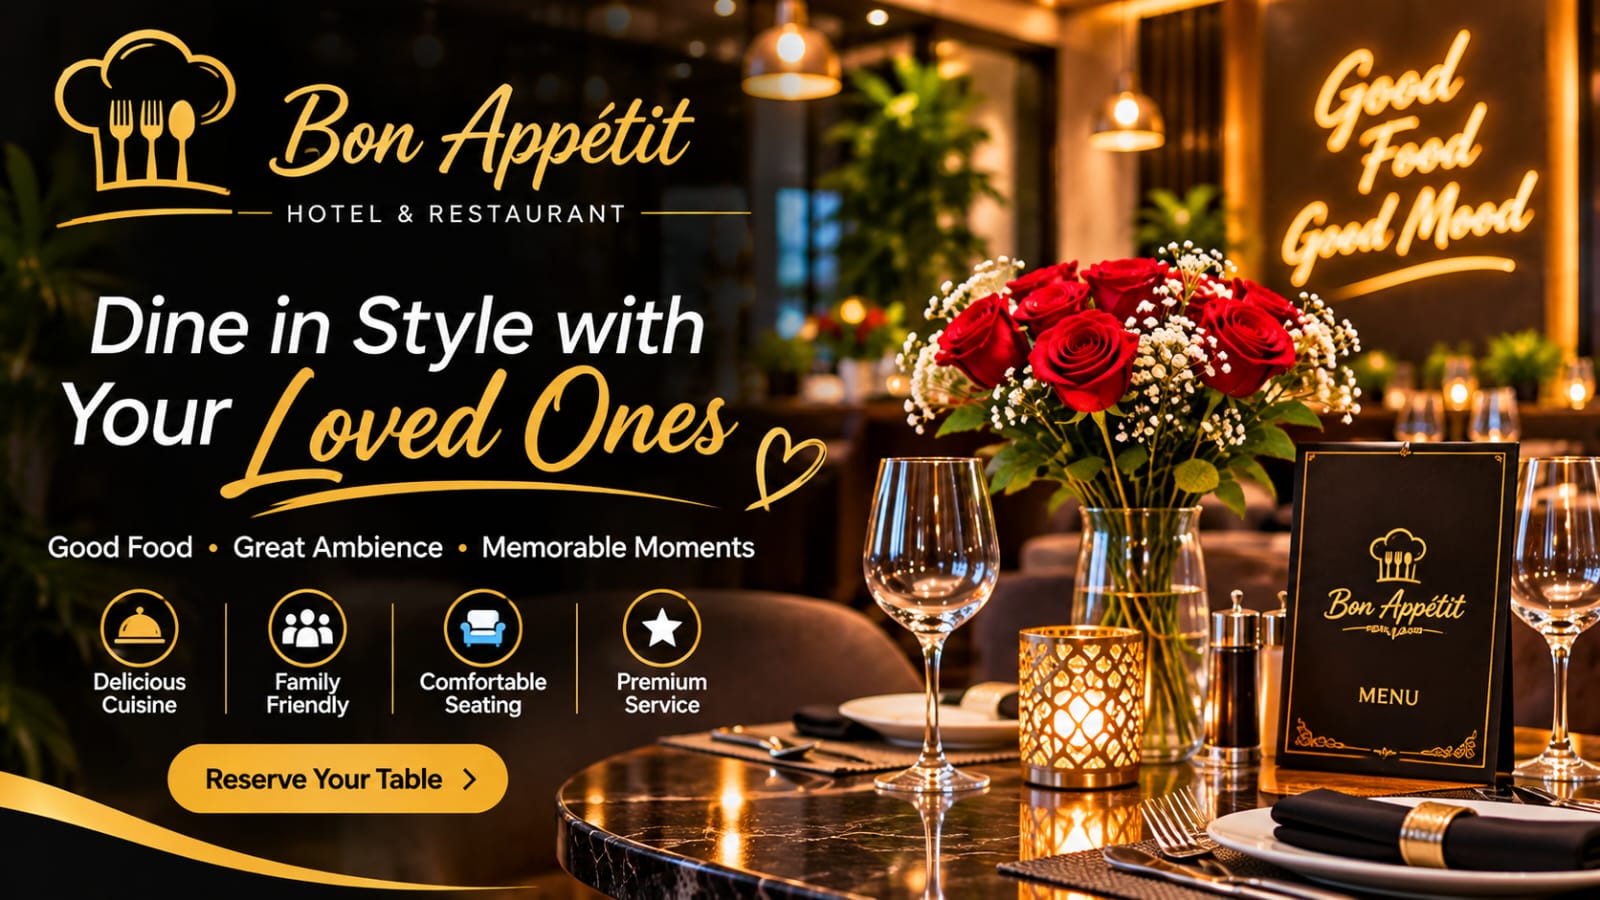 Bon Appétit
HOTEL & RESTAURANT
Dine in Style with
Your Loved Ones
Good Food • Great Ambience • Memorable Moments
Delicious
Cuisine
Family
Friendly
Comfortable
Seating
Premium
Service
Reserve Your Table >
Good
Food
Good Mood
Bon Appétit
MENU